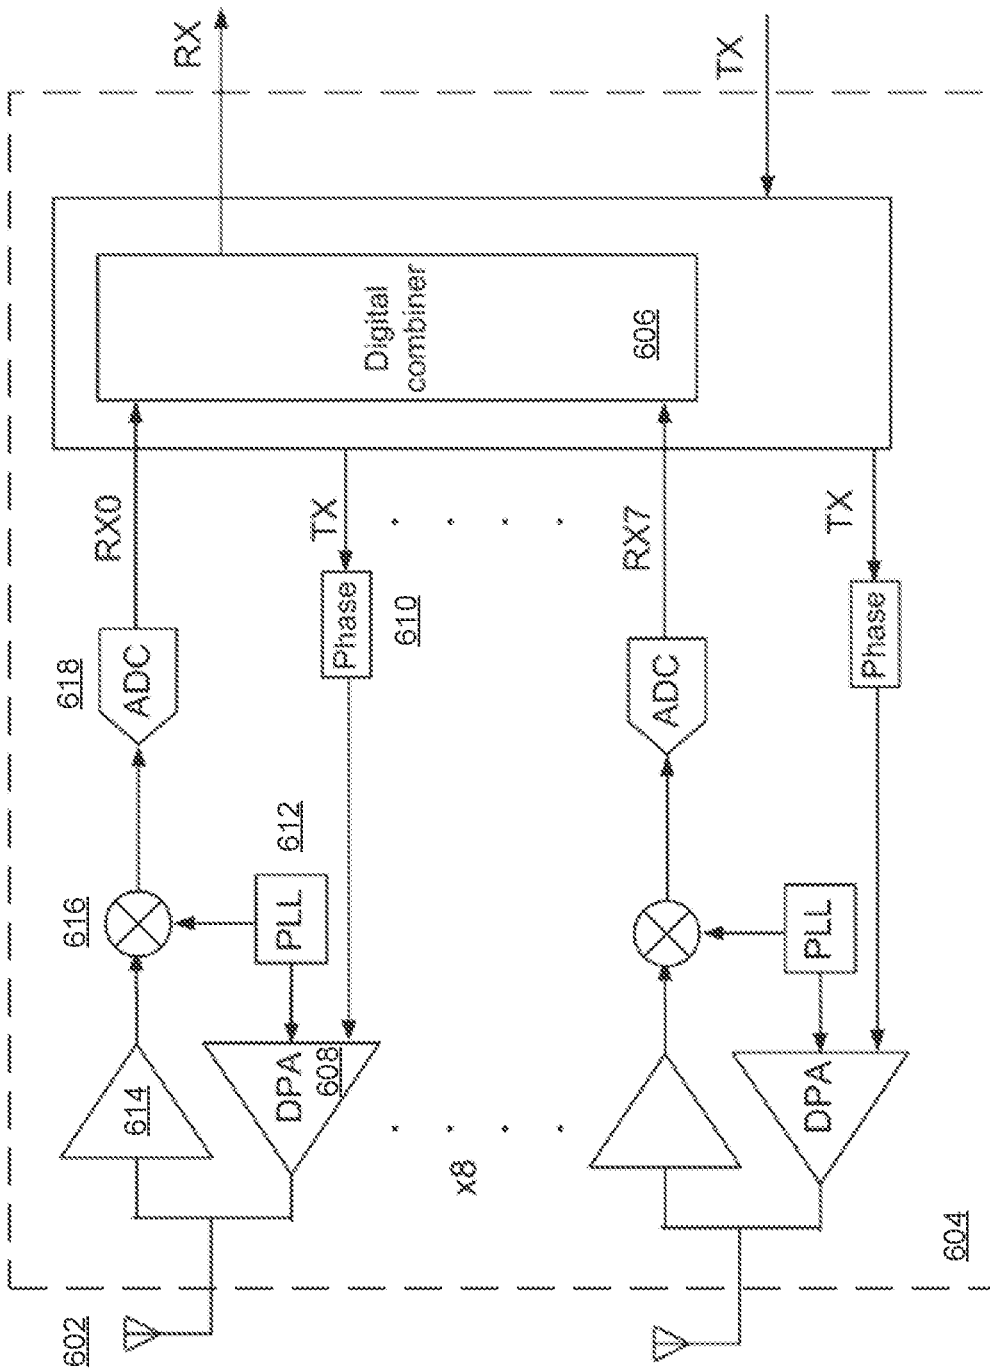 602
616
618
RX0
614
ADC
RX
DPA
PLL
612
608
TX
Phase
Digital
combiner
610
x8
RX7
606
ADC
TX
DPA
PLL
TX
Phase
604